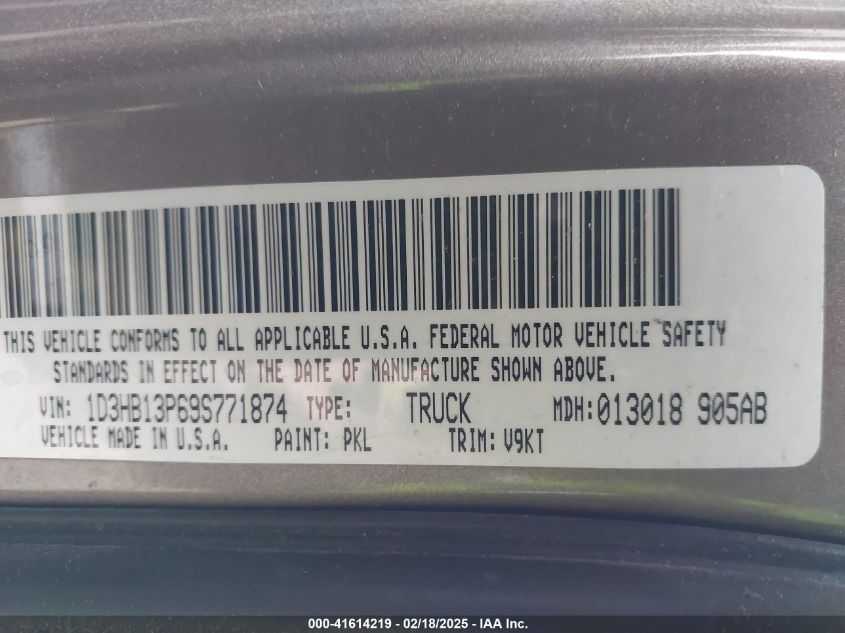 THIS VEHICLE CONFORMS TO ALL APPLICABLE U.S.A. FEDERAL MOTOR VEHICLE SAFETY
STANDARDS IN EFFECT ON THE DATE OF MANUFACTURE SHOWN ABOVE.
VIN: 1D3HB13P69S771874 TYPE: TRUCK MDH:013018 905AB
VEHICLE MADE IN U.S.A. PAINT: PKL TRIM: V9KT
000-41614219 - 02/18/2025 - IAA Inc.